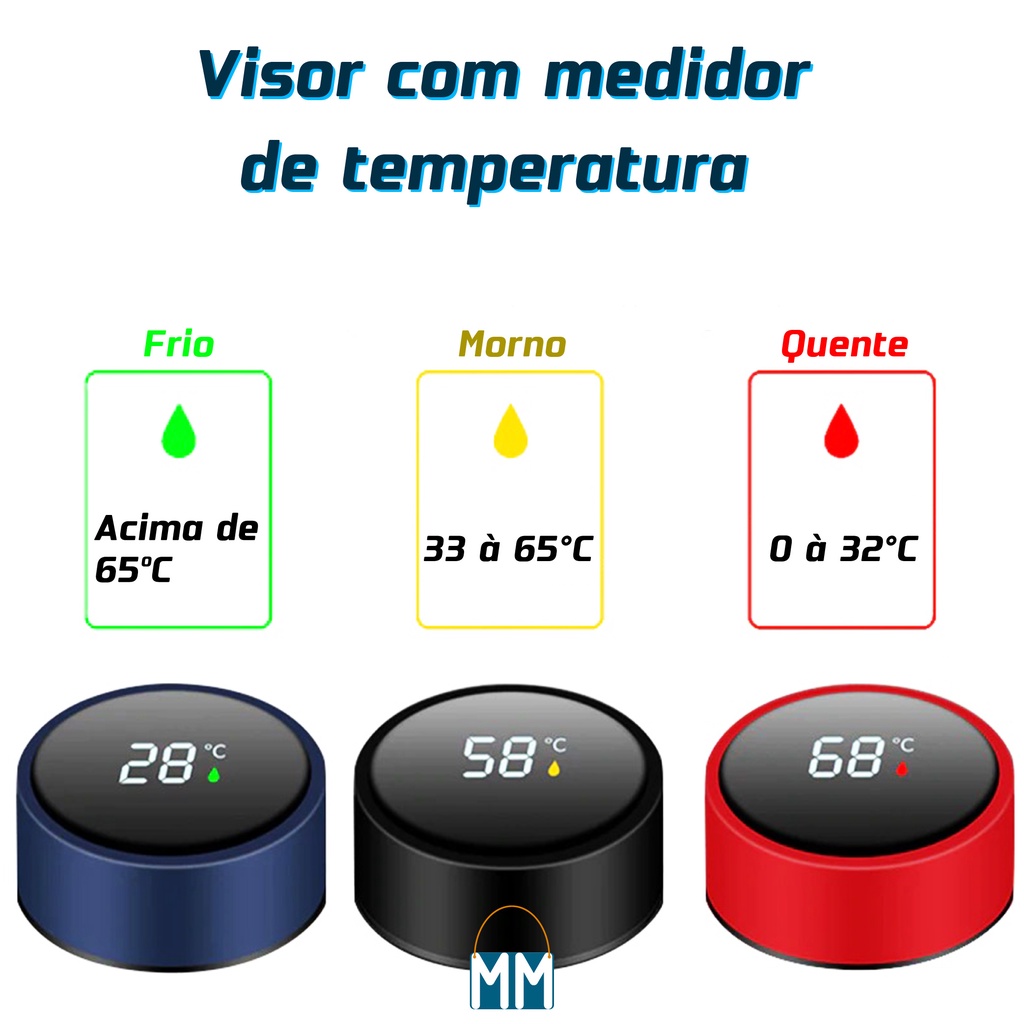 Visor com medidor
de temperatura
Frio
Morno
Quente
Acima de
65ºC
33 à 65°C
0 à 32°C
28 °C
58 °C
68 °C
MM